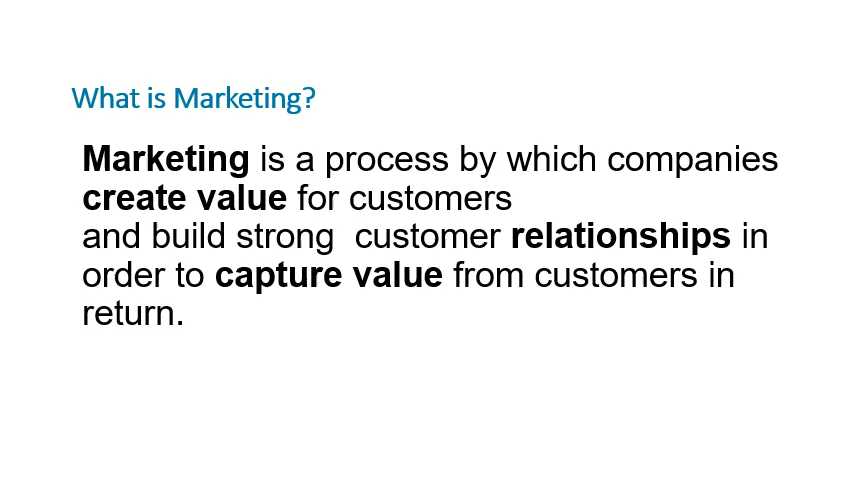 What is Marketing?
Marketing is a process by which companies
create value for customers
and build strong  customer relationships in
order to capture value from customers in
return.